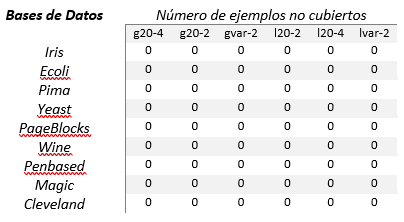 Bases de Datos Número de ejemplos no cubiertos
g20-4 g20-2 gvar-2 l20-2 l20-4 lvar-2
Iris 0 0 0 0 0 0
Ecoli 0 0 0 0 0 0
Pima 0 0 0 0 0 0
Yeast 0 0 0 0 0 0
PageBlocks 0 0 0 0 0 0
Wine 0 0 0 0 0 0
Penbased 0 0 0 0 0 0
Magic 0 0 0 0 0 0
Cleveland 0 0 0 0 0 0